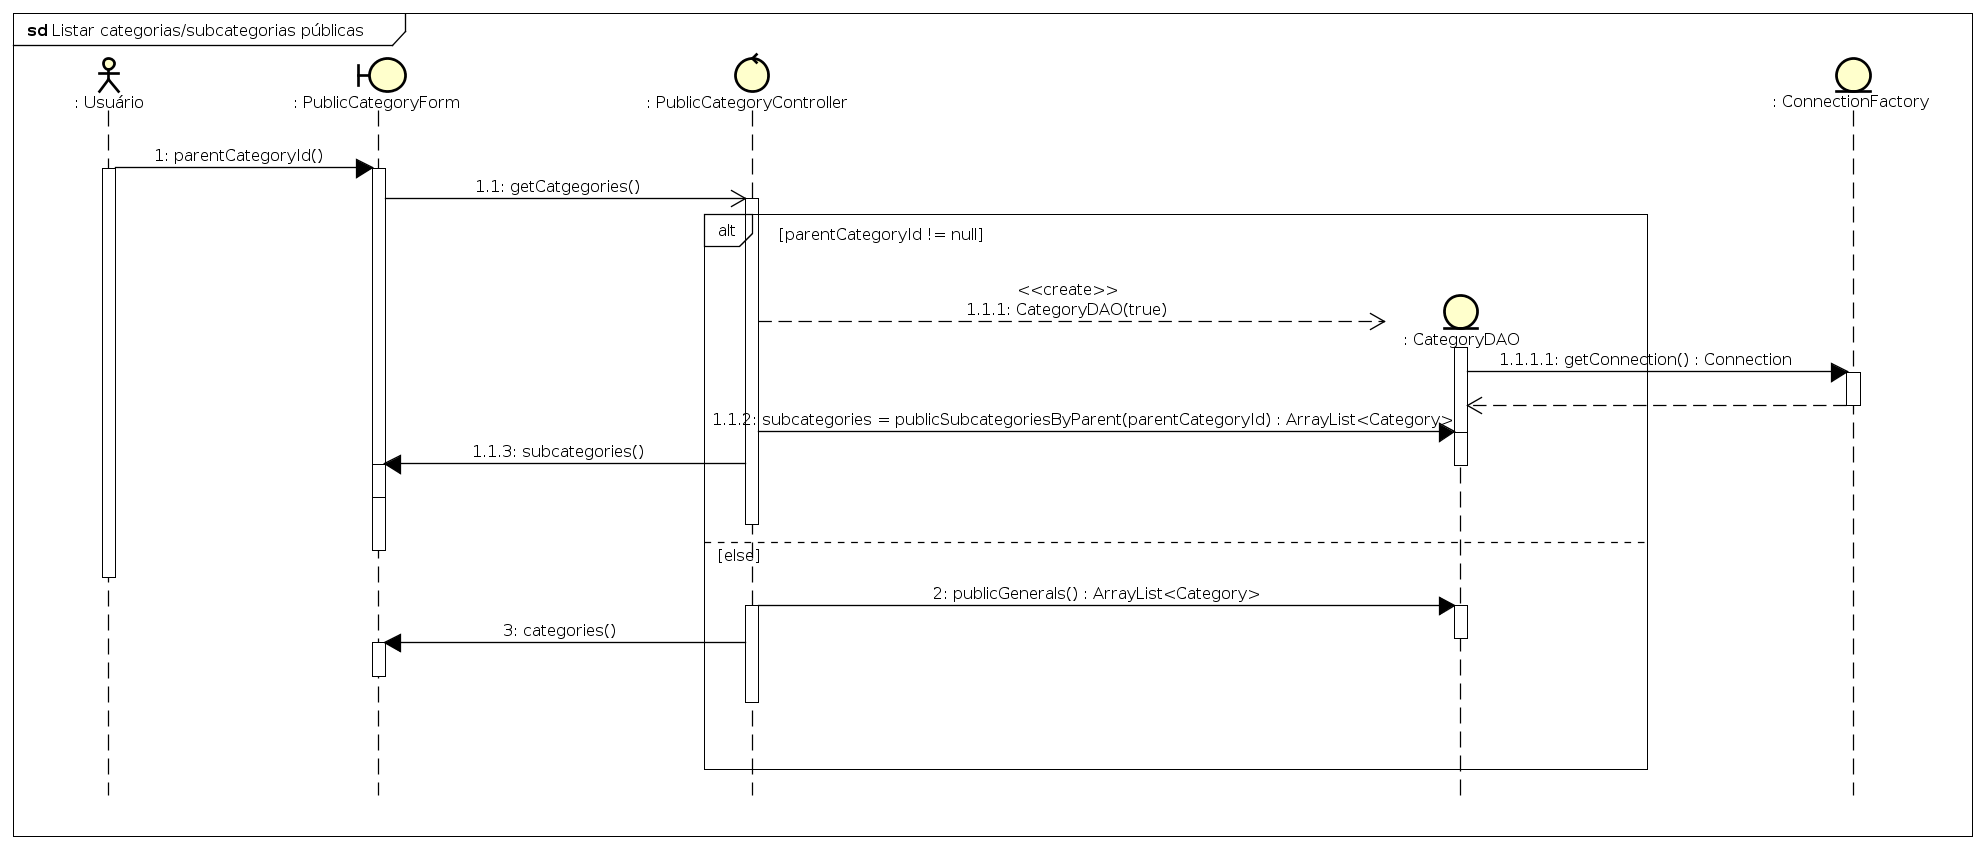 sd Listar categorias/subcategorias públicas
: Usuário
: PublicCategoryForm
: PublicCategoryController
: ConnectionFactory
1: parentCategoryId()
1.1: getCatgegories()
alt
[parentCategoryId != null]
<<create>>
1.1.1: CategoryDAO(true)
: CategoryDAO
1.1.1.1: getConnection() : Connection
1.1.2: subcategories = publicSubcategoriesByParent(parentCategoryId) : ArrayList<Category>
1.1.3: subcategories()
[else]
2: publicGenerals() : ArrayList<Category>
3: categories()